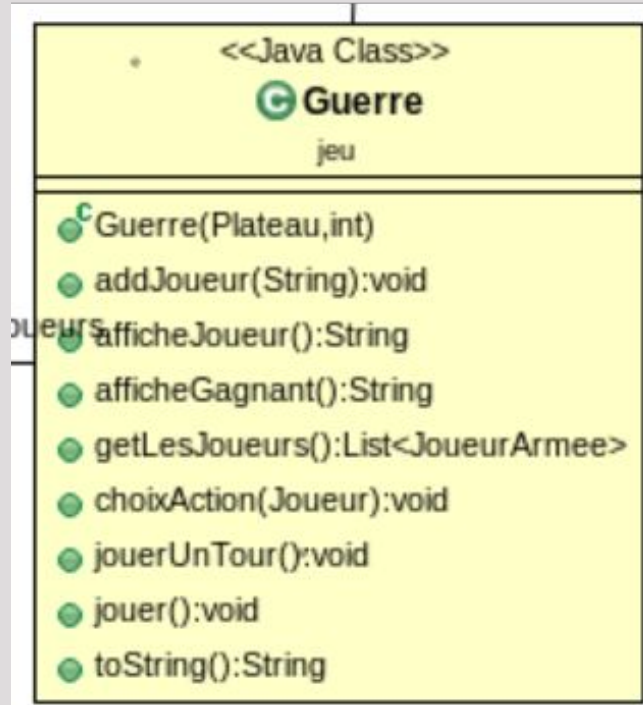 <<Java Class>>
C Guerre
jeu
C Guerre(Plateau,int)
addJoueur(String):void
oueurs
afficheJoueur():String
afficheGagnant():String
getLesJoueurs():List<JoueurArmee>
choixAction(Joueur):void
jouerUnTour():void
jouer():void
toString():String